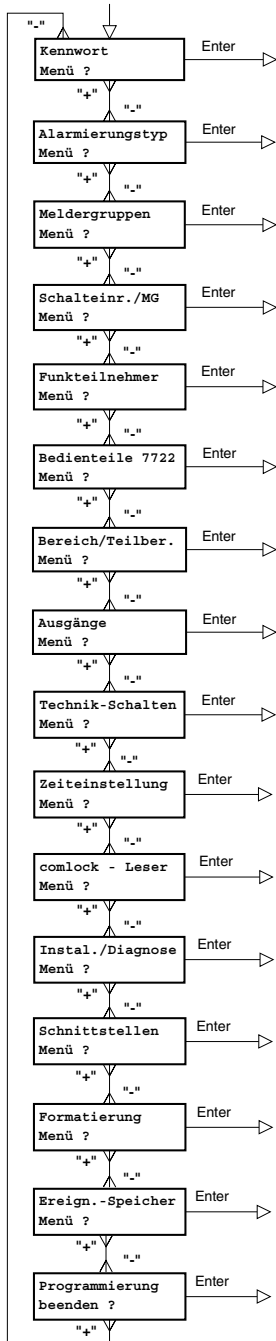 "-"
Kennwort
Menü ?
Enter
"+"
"-"
Alarmierungstyp
Menü ?
Enter
"+"
"-"
Meldergruppen
Menü ?
Enter
"+"
"-"
Schalteinr./MG
Menü ?
Enter
"+"
"-"
Funkteilnehmer
Menü ?
Enter
"+"
"-"
Bedienteile 7722
Menü ?
Enter
"+"
"-"
Bereich/Teilber.
Menü ?
Enter
"+"
"-"
Ausgänge
Menü ?
Enter
"+"
"-"
Technik-Schalten
Menü ?
Enter
"+"
"-"
Zeiteinstellung
Menü ?
Enter
"+"
"-"
comlock - Leser
Menü ?
Enter
"+"
"-"
Instal./Diagnose
Menü ?
Enter
"+"
"-"
Schnittstellen
Menü ?
Enter
"+"
"-"
Formatierung
Menü ?
Enter
"+"
"-"
Ereign.-Speicher
Menü ?
Enter
"+"
"-"
Programmierung
beenden ?
Enter
"+"